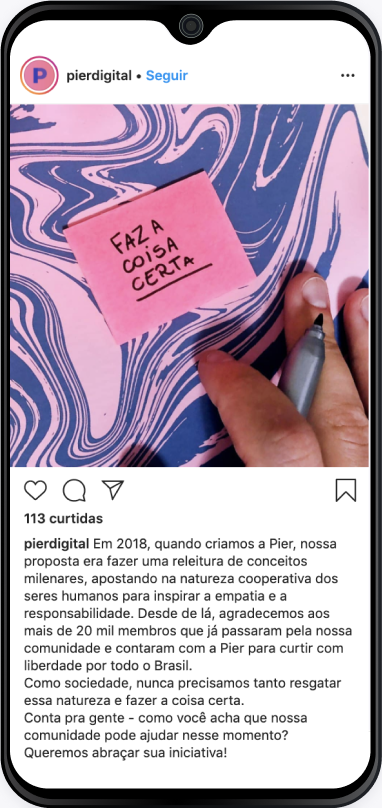 P
pierdigital • Seguir
FAZ A
COISA
CERTA
113 curtidas
pierdigital Em 2018, quando criamos a Pier, nossa
proposta era fazer uma releitura de conceitos
milenares, apostando na natureza cooperativa dos
seres humanos para inspirar a empatia e a
responsabilidade. Desde de lá, agradecemos aos
mais de 20 mil membros que já passaram pela nossa
comunidade e contaram com a Pier para curtir com
liberdade por todo o Brasil.
Como sociedade, nunca precisamos tanto resgatar
essa natureza e fazer a coisa certa.
Conta pra gente - como você acha que nossa
comunidade pode ajudar nesse momento?
Queremos abraçar sua iniciativa!